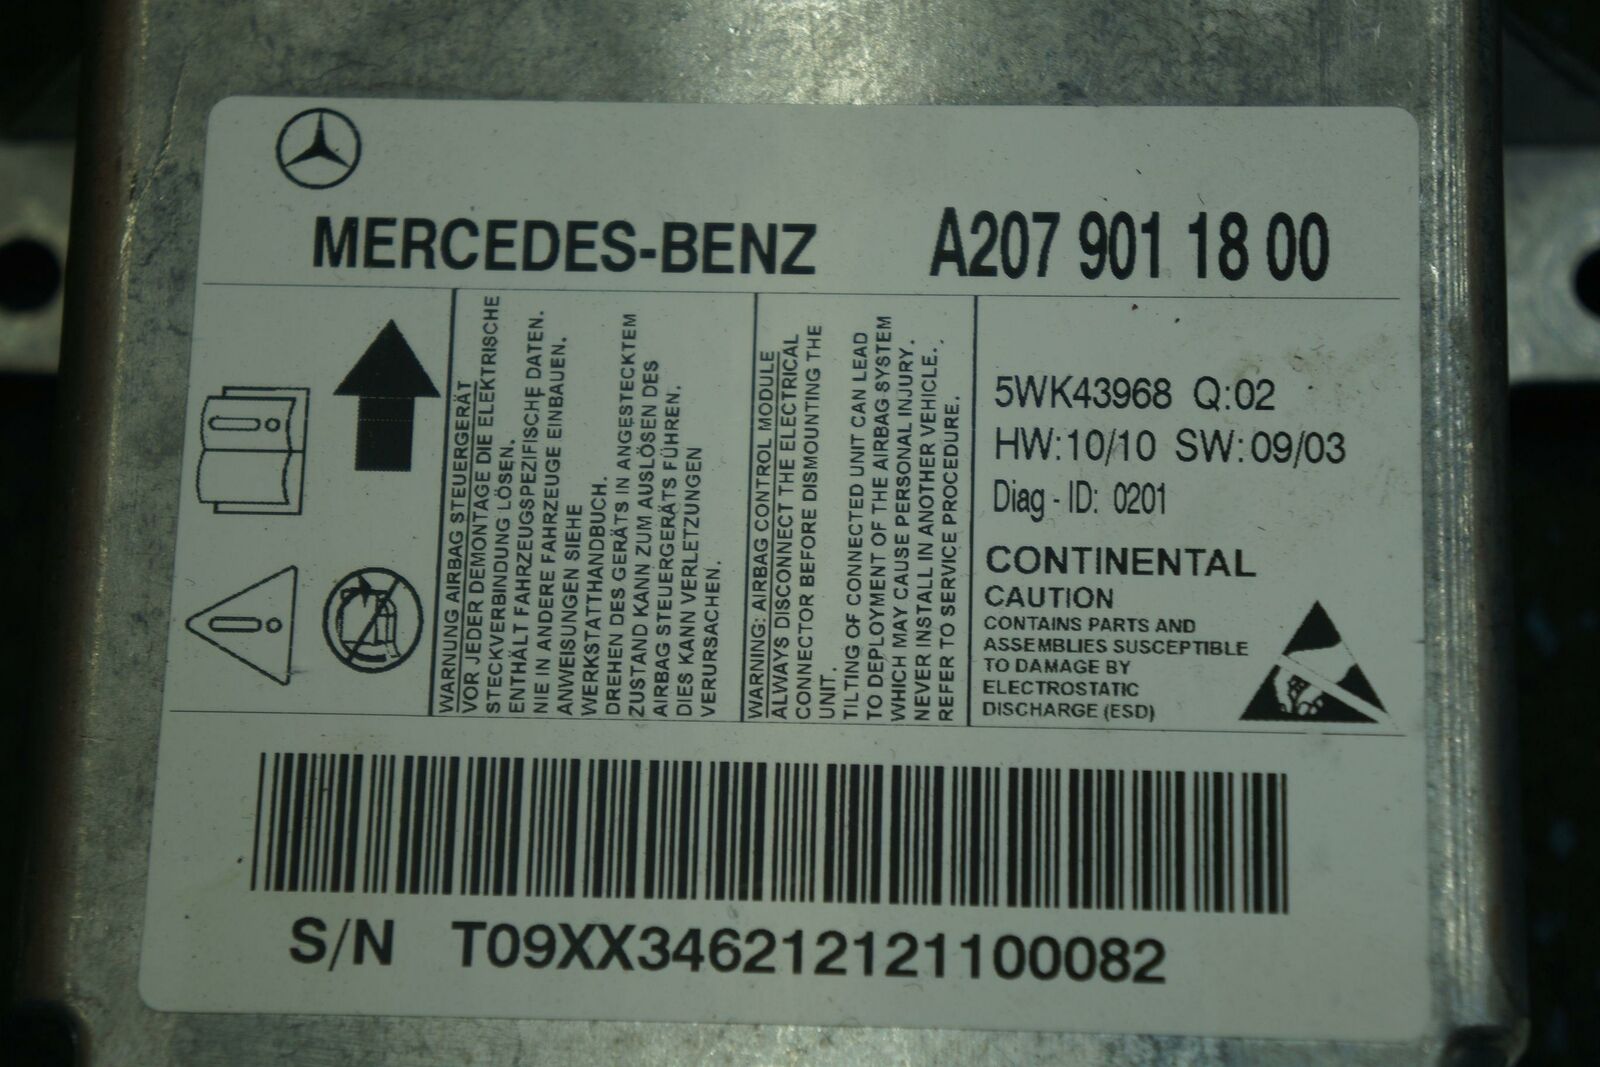 MERCEDES-BENZ A207 901 18 00
WARNUNG AIRBAG STEUERGERÄT
VOR JEDER DEMONTAGE DIE ELEKTRISCHE
STECKVERBINDUNG LÖSEN.
ENTHÄLT FAHRZEUGSPEZIFISCHE DATEN.
NIE IN ANDERE FAHRZEUGE EINBAUEN.
ANWEISUNGEN SIEHE
WERKSTATTHANDBUCH.
DREHEN DES GERÄTS IN ANGESTECKTEM
ZUSTAND KANN ZUM AUSLÖSEN DES
AIRBAG STEUERGERÄTS FÜHREN.
DIES KANN VERLETZUNGEN
VERURSACHEN.
WARNING: AIRBAG CONTROL MODULE
ALWAYS DISCONNECT THE ELECTRICAL
CONNECTOR BEFORE DISMOUNTING THE
UNIT.
TILTING OF CONNECTED UNIT CAN LEAD
TO DEPLOYMENT OF THE AIRBAG SYSTEM
WHICH MAY CAUSE PERSONAL INJURY.
NEVER INSTALL IN ANOTHER VEHICLE.
REFER TO SERVICE PROCEDURE.
5WK43968 Q:02
HW:10/10 SW:09/03
Diag - ID: 0201
CONTINENTAL
CAUTION
CONTAINS PARTS AND
ASSEMBLIES SUSCEPTIBLE
TO DAMAGE BY
ELECTROSTATIC
DISCHARGE (ESD)
S/N T09XX346212121100082